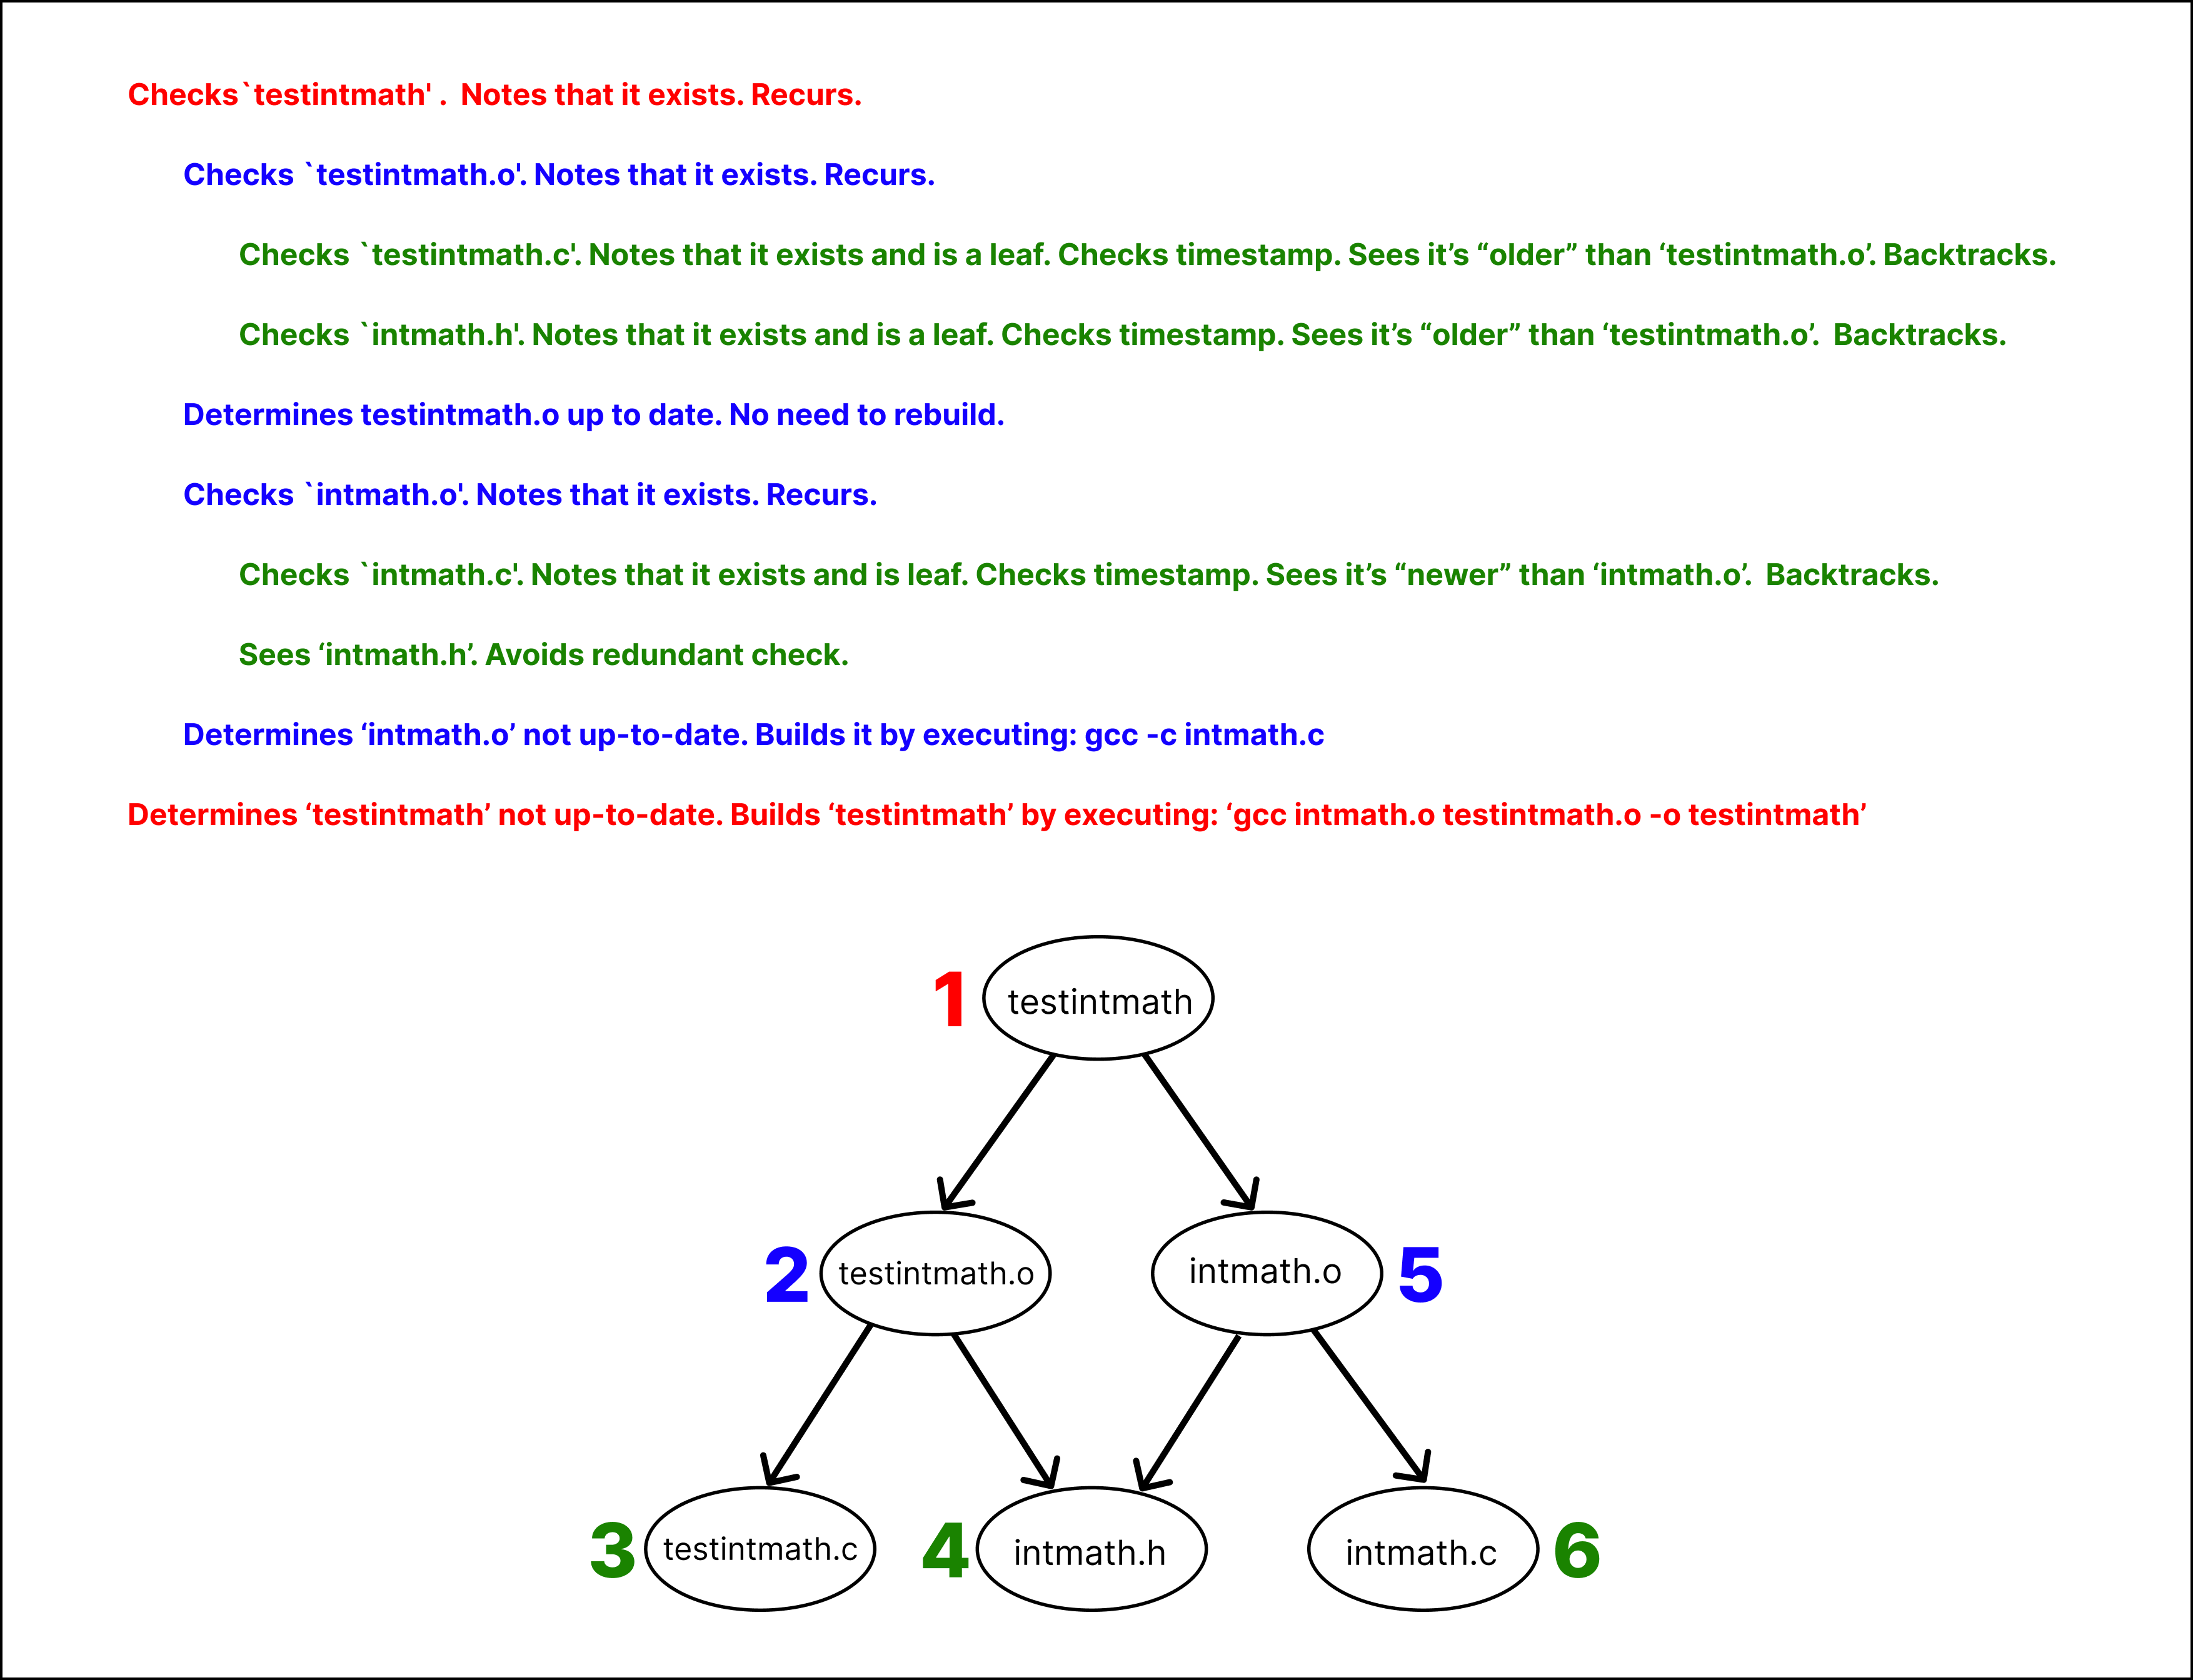 Checks`testintmath' .  Notes that it exists. Recurs.
Checks `testintmath.o'. Notes that it exists. Recurs.
Checks `testintmath.c'. Notes that it exists and is a leaf. Checks timestamp. Sees it’s “older” than ‘testintmath.o’. Backtracks.
Checks `intmath.h'. Notes that it exists and is a leaf. Checks timestamp. Sees it’s “older” than ‘testintmath.o’.  Backtracks.
Determines testintmath.o up to date. No need to rebuild.
Checks `intmath.o'. Notes that it exists. Recurs.
Checks `intmath.c'. Notes that it exists and is leaf. Checks timestamp. Sees it’s “newer” than ‘intmath.o’.  Backtracks.
Sees ‘intmath.h’. Avoids redundant check.
Determines ‘intmath.o’ not up-to-date. Builds it by executing: gcc -c intmath.c
Determines ‘testintmath’ not up-to-date. Builds ‘testintmath’ by executing: ‘gcc intmath.o testintmath.o -o testintmath’
1 testintmath
2 testintmath.o intmath.o 5
3 testintmath.c 4 intmath.h intmath.c 6